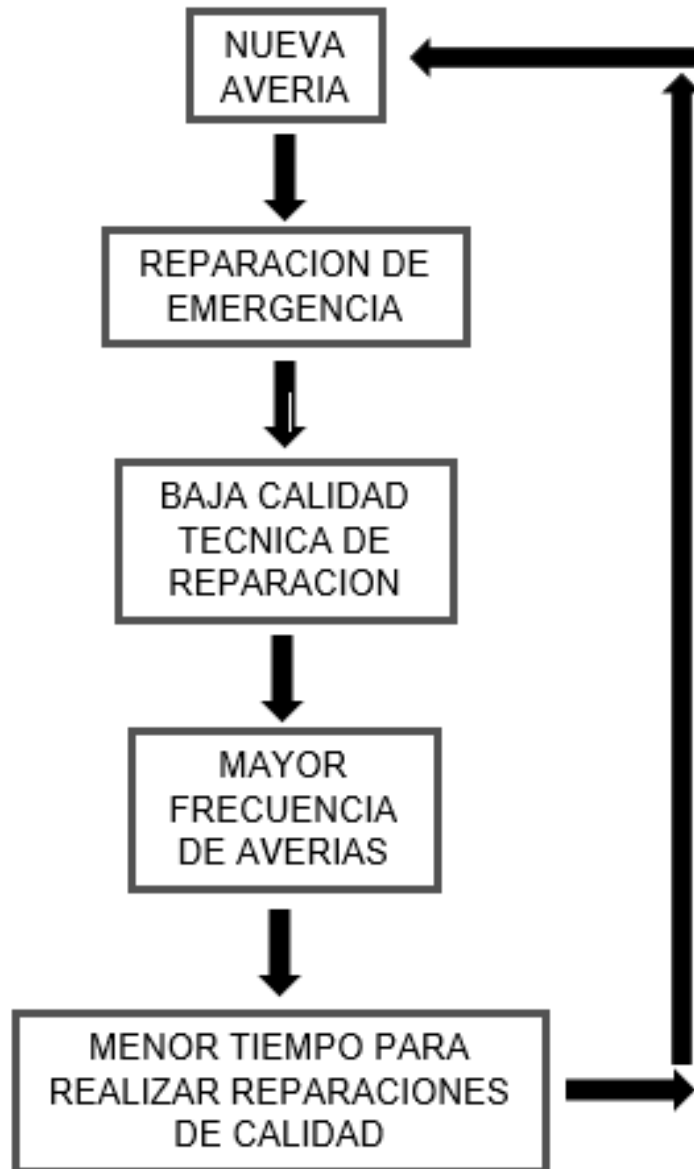 NUEVA
AVERIA
REPARACION DE
EMERGENCIA
BAJA CALIDAD
TECNICA DE
REPARACION
MAYOR
FRECUENCIA
DE AVERIAS
MENOR TIEMPO PARA
REALIZAR REPARACIONES
DE CALIDAD